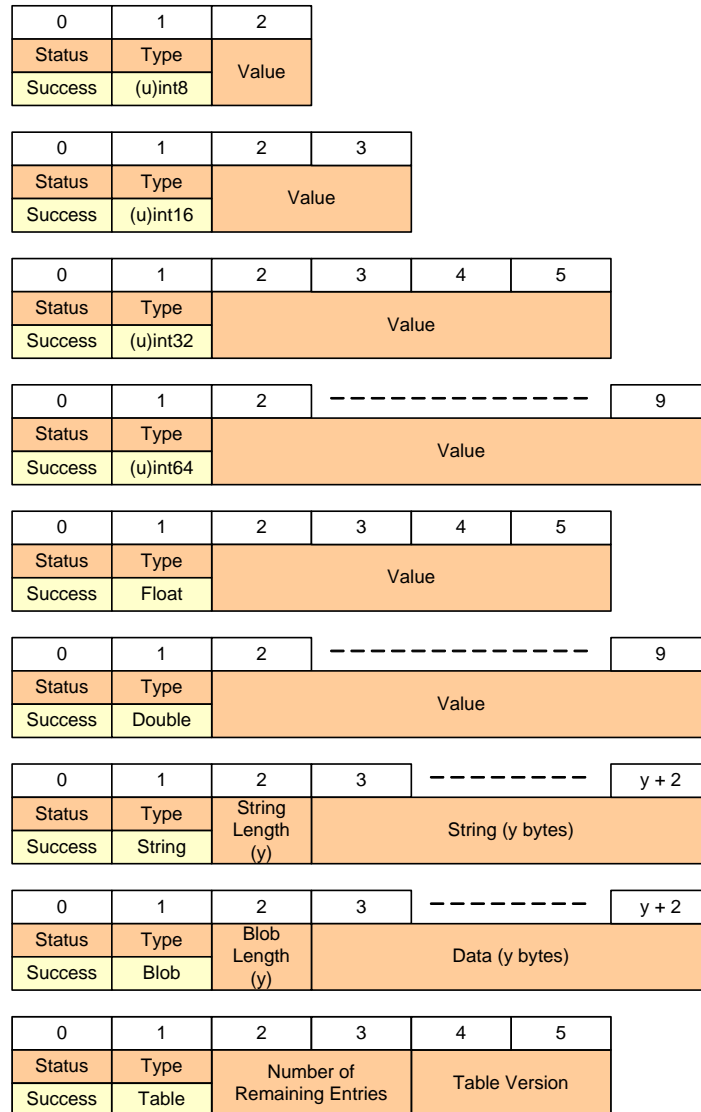 0 1 2
Status Type Value
Success (u)int8
0 1 2 3
Status Type Value
Success (u)int16
0 1 2 3 4 5
Status Type Value
Success (u)int32
0 1 2 9
Status Type Value
Success (u)int64
0 1 2 3 4 5
Status Type Value
Success Float
0 1 2 9
Status Type Value
Success Double
0 1 2 3 y + 2
Status Type String
Length String (y bytes)
Success String (y)
0 1 2 3 y + 2
Status Type Blob
Length Data (y bytes)
Success Blob (y)
0 1 2 3 4 5
Status Type Number of Table Version
Success Table Remaining Entries